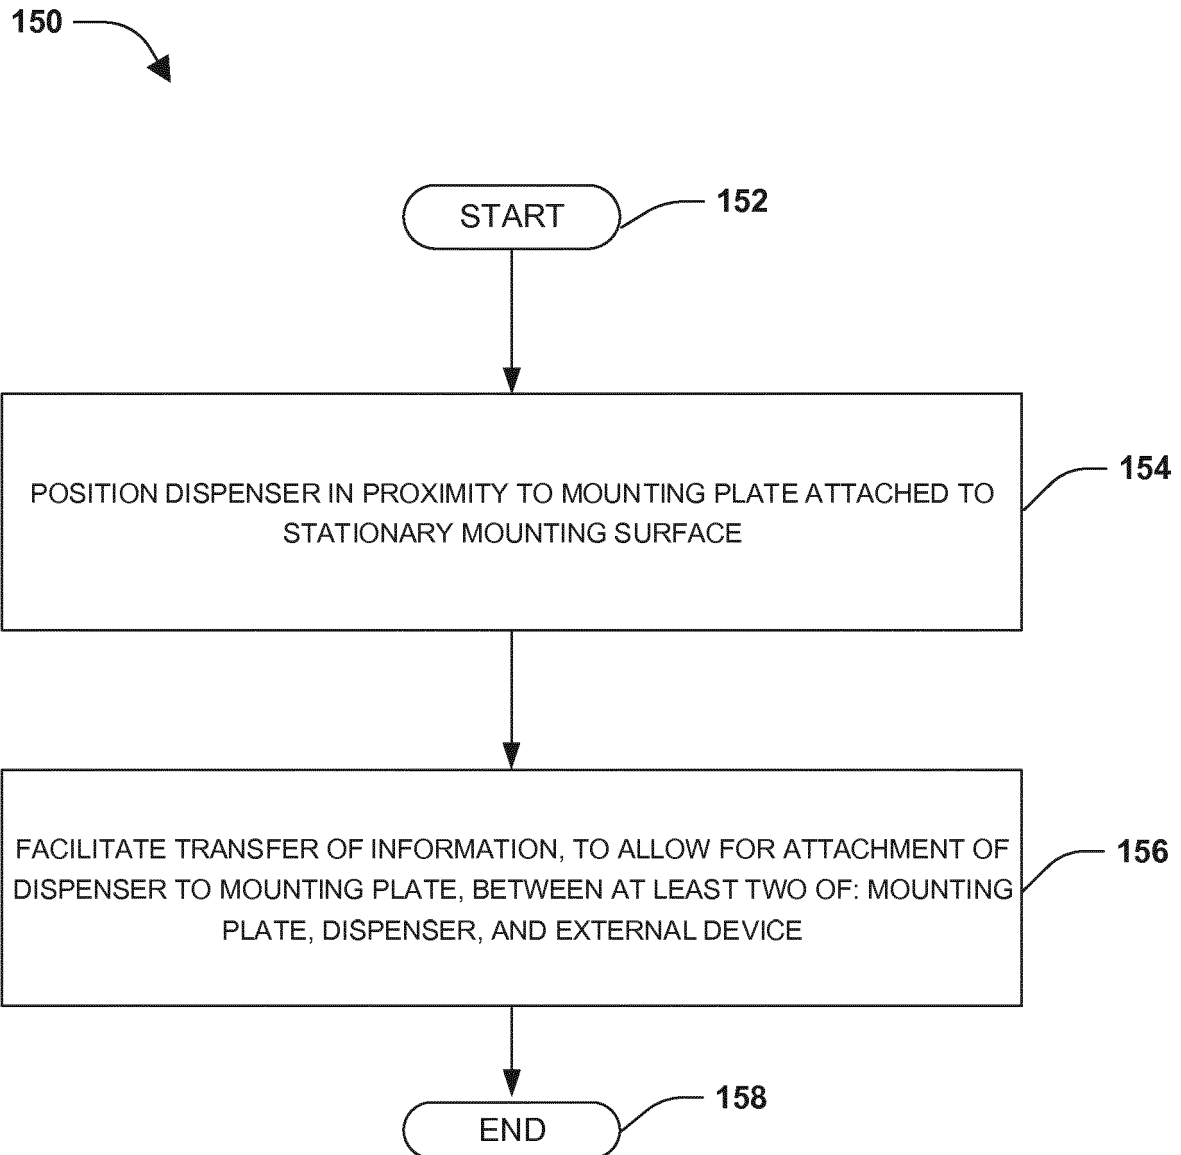 150
START
152
POSITION DISPENSER IN PROXIMITY TO MOUNTING PLATE ATTACHED TO
STATIONARY MOUNTING SURFACE
154
FACILITATE TRANSFER OF INFORMATION, TO ALLOW FOR ATTACHMENT OF
DISPENSER TO MOUNTING PLATE, BETWEEN AT LEAST TWO OF: MOUNTING
PLATE, DISPENSER, AND EXTERNAL DEVICE
156
END
158